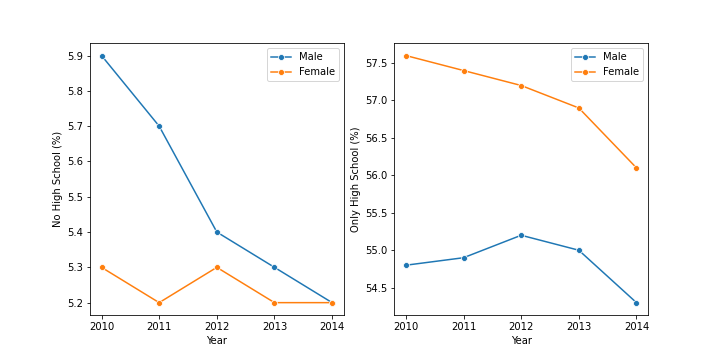 5.9
5.8
5.7
5.6
5.5
5.4
5.3
5.2
No High School (%)
2010 2011 2012 2013 2014
Year
Male
Female
57.5
57.0
56.5
56.0
55.5
55.0
54.5
Only High School (%)
2010 2011 2012 2013 2014
Year
Male
Female